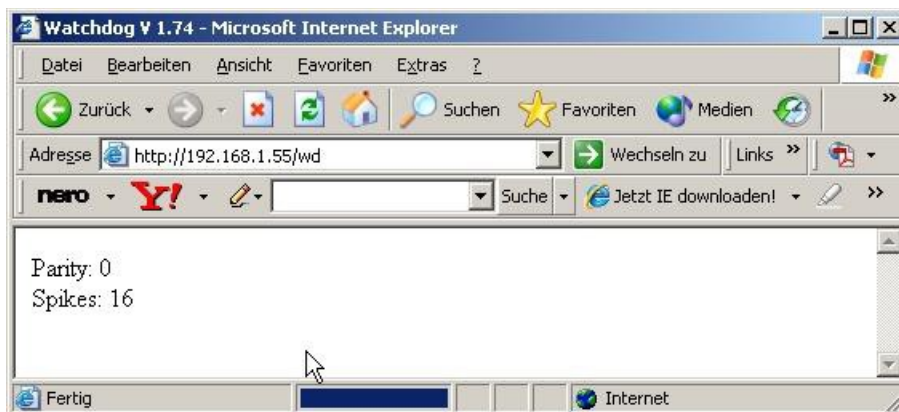 Watchdog V 1.74 - Microsoft Internet Explorer
Datei Bearbeiten Ansicht Favoriten Extras ?
Zurück Suchen Favoriten Medien »
Adresse http://192.168.1.55/wd Wechseln zu Links »
nero Y! Suche Jetzt IE downloaden! »
Parity: 0
Spikes: 16
Fertig Internet